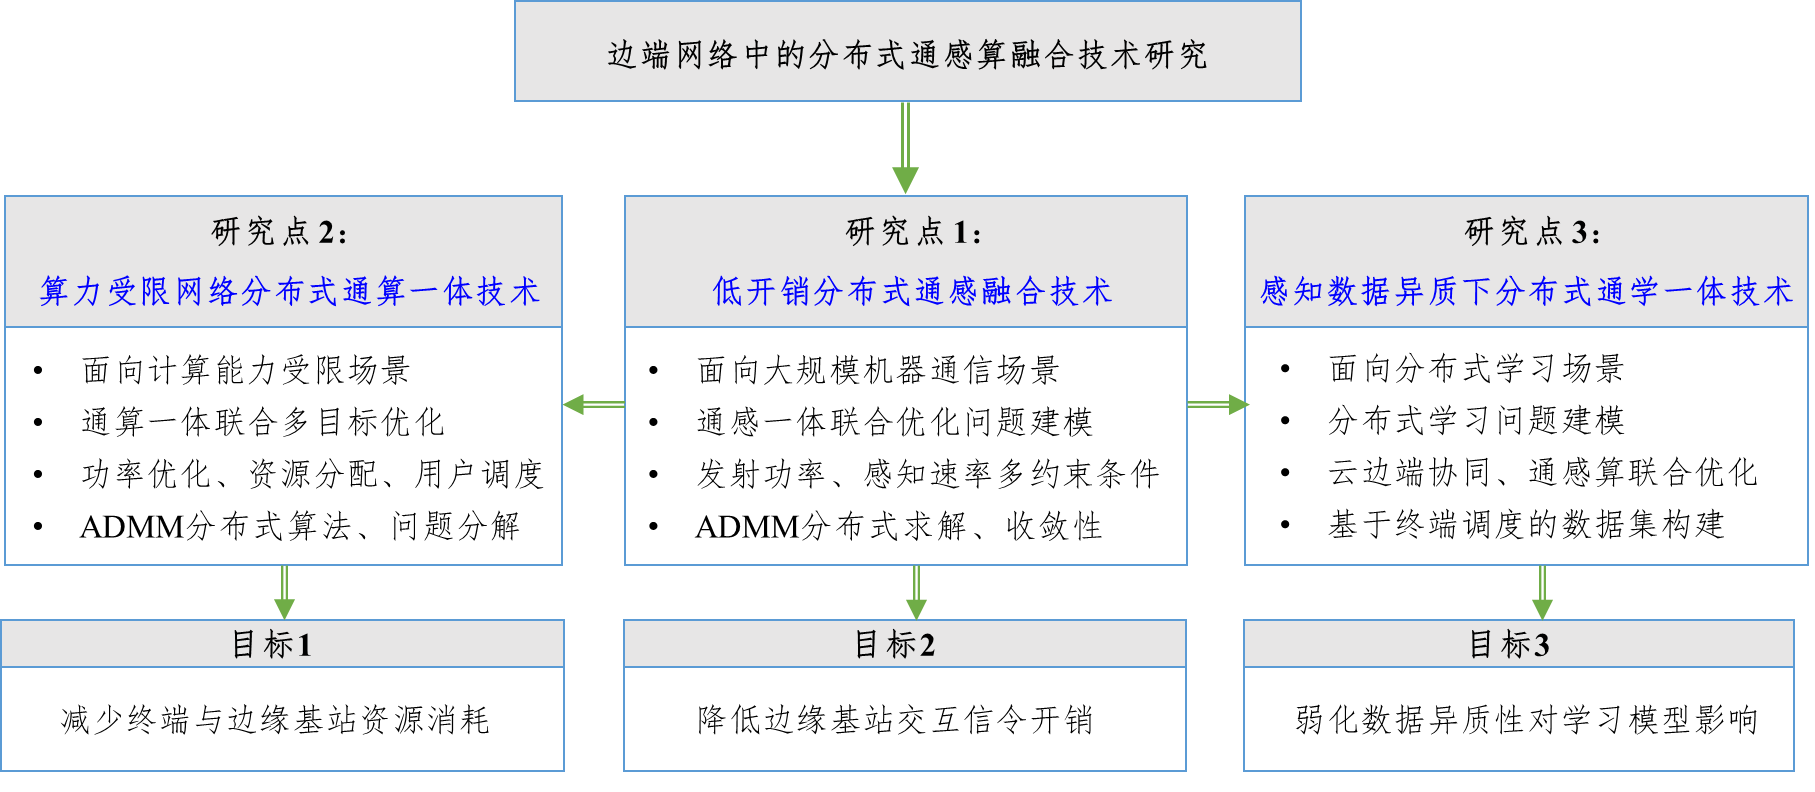 边端网络中的分布式通感算融合技术研究
研究点2：
算力受限网络分布式通算一体技术
• 面向计算能力受限场景
• 通算一体联合多目标优化
• 功率优化、资源分配、用户调度
• ADMM分布式算法、问题分解
研究点1：
低开销分布式通感融合技术
• 面向大规模机器通信场景
• 通感一体联合优化问题建模
• 发射功率、感知速率多约束条件
• ADMM分布式求解、收敛性
研究点3：
感知数据异质下分布式通学一体技术
• 面向分布式学习场景
• 分布式学习问题建模
• 云边端协同、通感算联合优化
• 基于终端调度的数据集构建
目标1
减少终端与边缘基站资源消耗
目标2
降低边缘基站交互信令开销
目标3
弱化数据异质性对学习模型影响